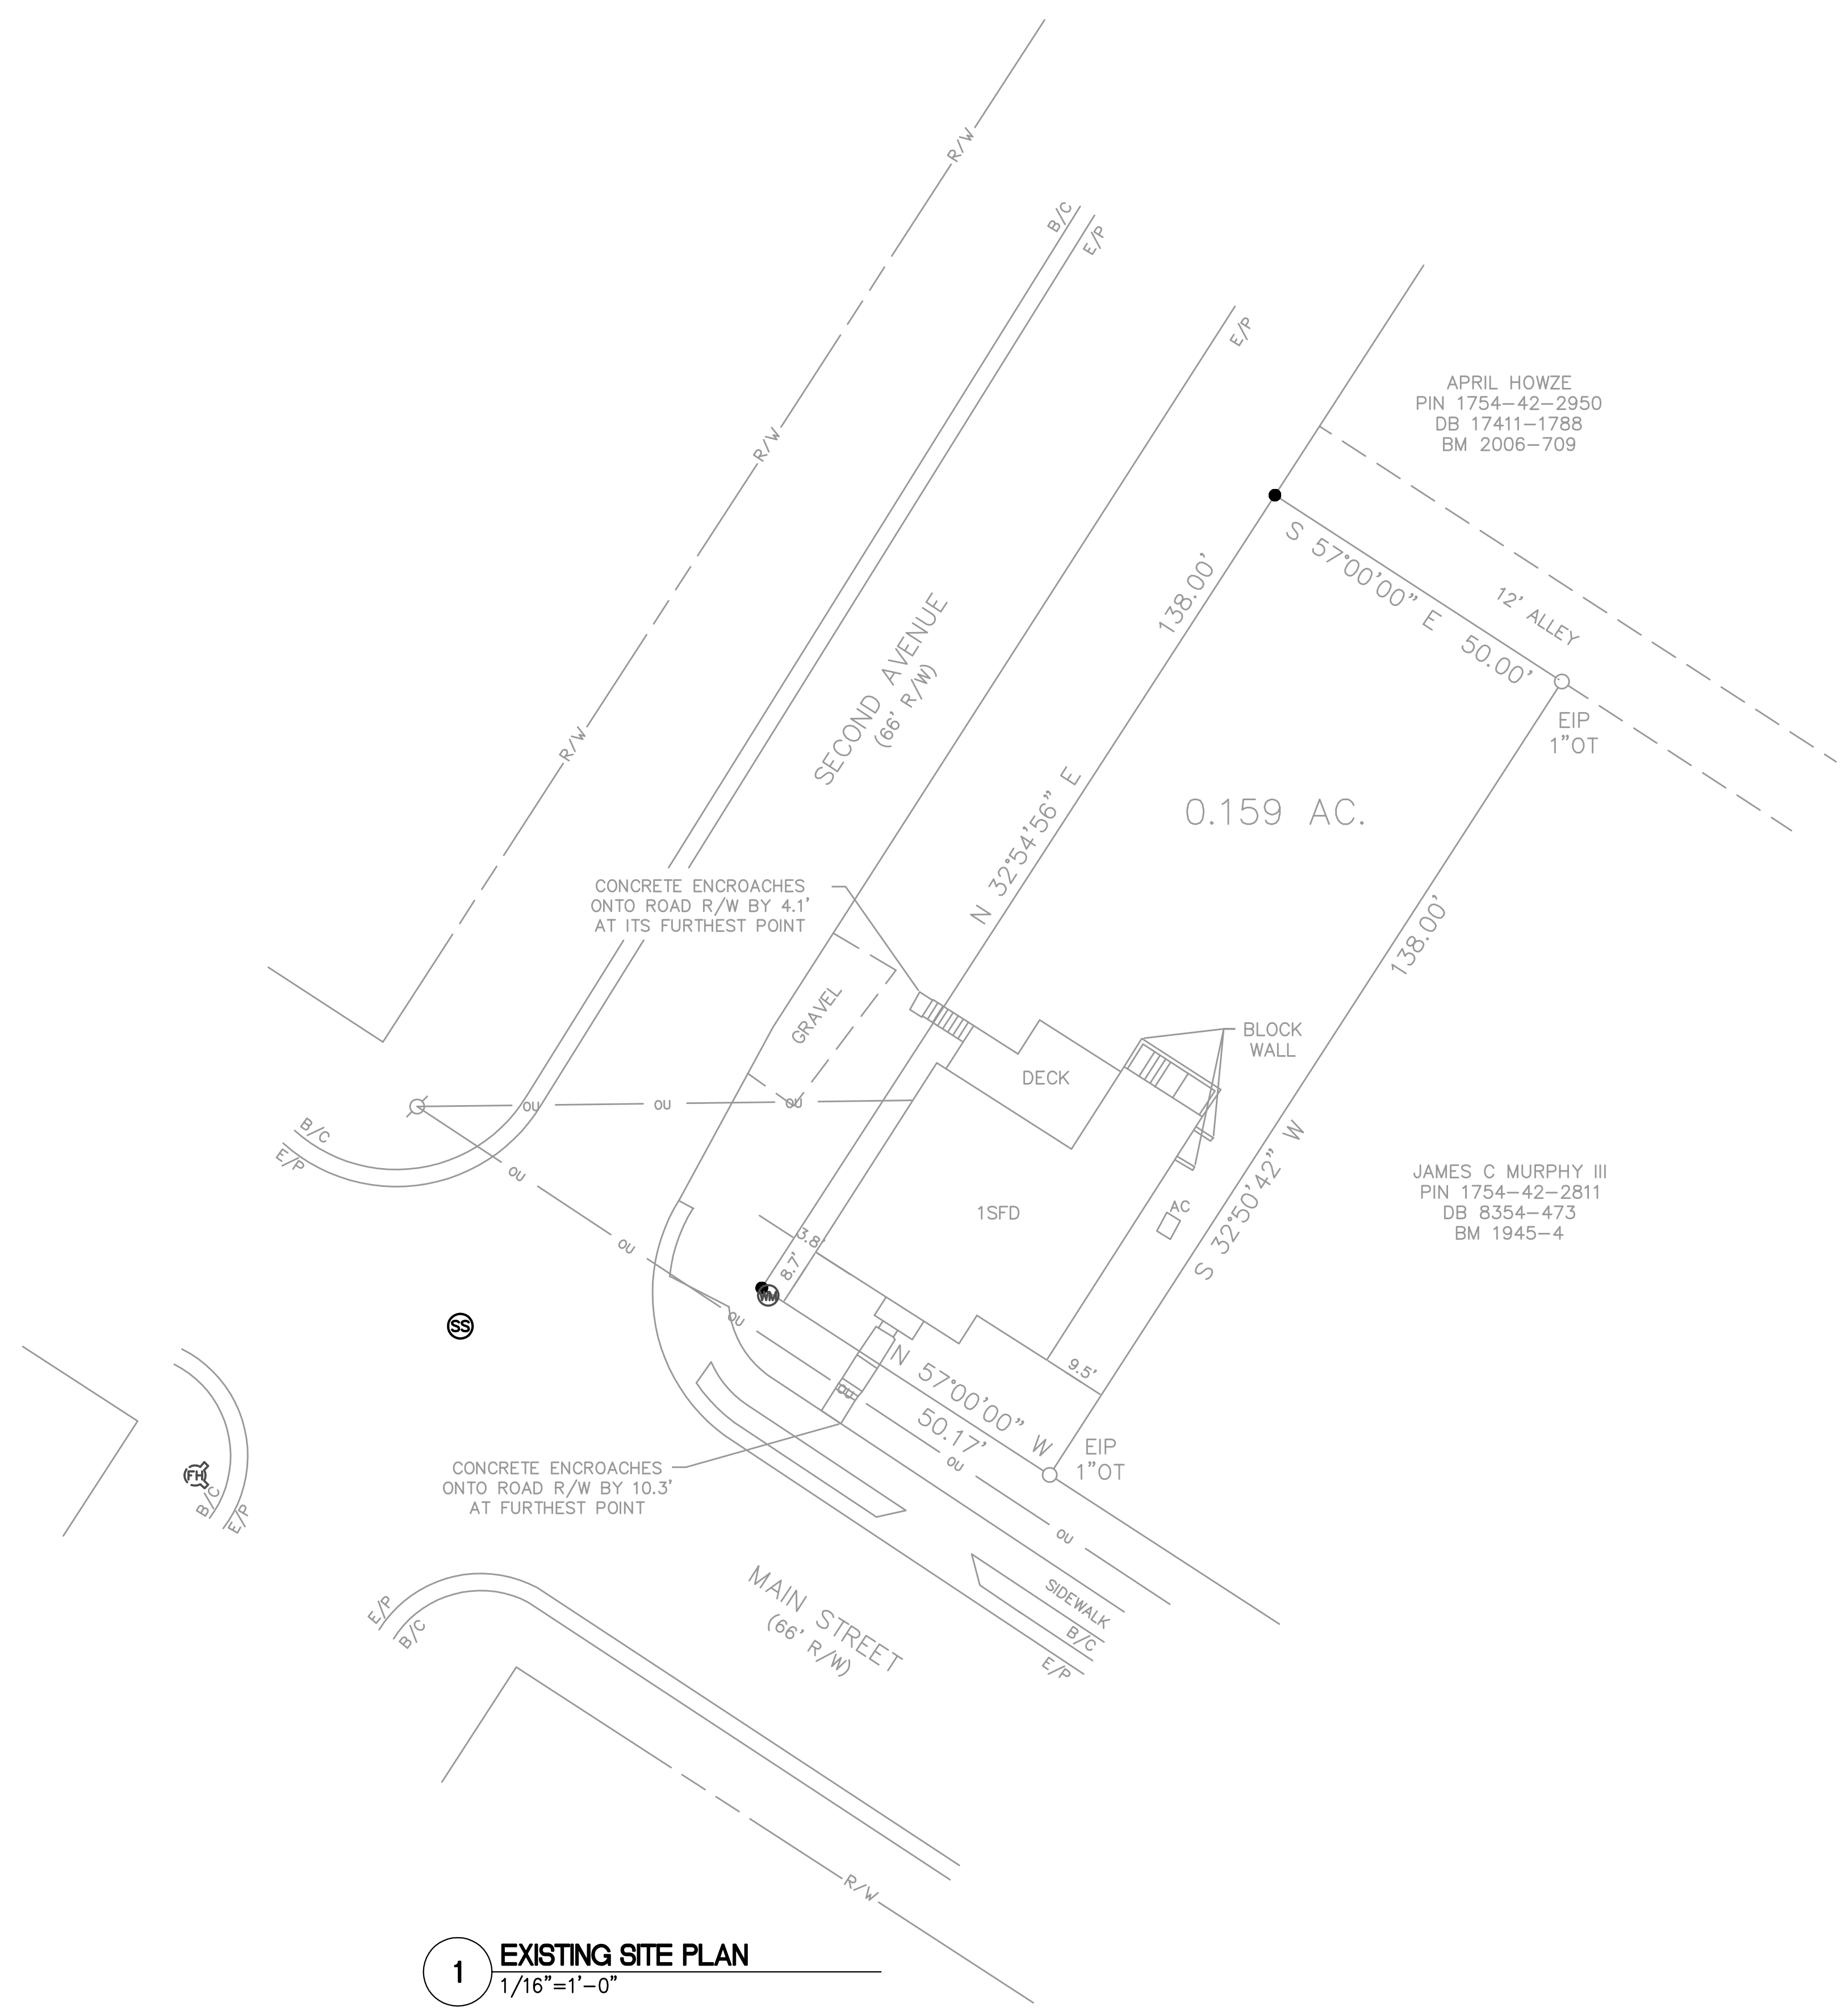 R/W
B/C
E/P
E/P
R/W
R/W
APRIL HOWZE
PIN 1754-42-2950
DB 17411-1788
BM 2006-709
S 57°00'00" E 50.00'
12' ALLEY
138.00'
EIP
1"OT
SECOND AVENUE
(66' R/W)
N 32°54'56" E
0.159 AC.
138.00'
CONCRETE ENCROACHES
ONTO ROAD R/W BY 4.1'
AT ITS FURTHEST POINT
GRAVEL
DECK
BLOCK
WALL
OU
OU
OU
B/C
E/P
OU
OU
OU
OU
OU
OU
1SFD
AC
S 32°50'42" W
JAMES C MURPHY III
PIN 1754-42-2811
DB 8354-473
BM 1945-4
3.8'
8.7'
WM
SS
9.5'
N 57°00'00" W
50.17'
EIP
1"OT
FH
B/C
E/P
CONCRETE ENCROACHES
ONTO ROAD R/W BY 10.3'
AT FURTHEST POINT
MAIN STREET
(66' R/W)
SIDEWALK
B/C
E/P
E/P
B/C
R/W
1
EXISTING SITE PLAN
1/16"=1'-0"